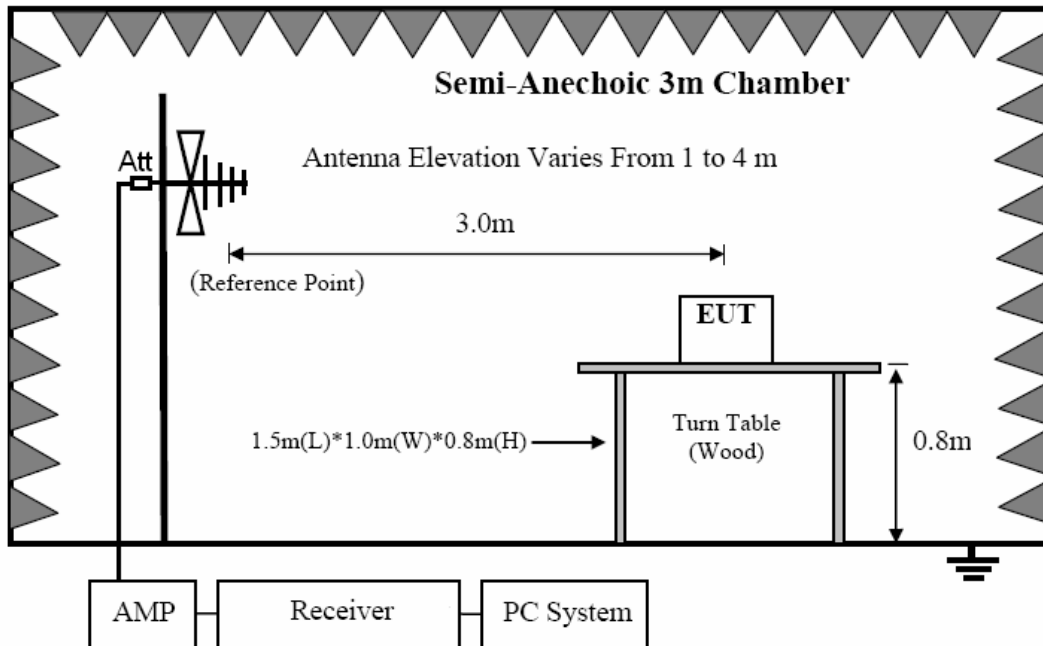 Semi-Anechoic 3m Chamber
Att
Antenna Elevation Varies From 1 to 4 m
3.0m
(Reference Point)
EUT
1.5m(L)*1.0m(W)*0.8m(H)
Turn Table
(Wood)
0.8m
AMP
Receiver
PC System